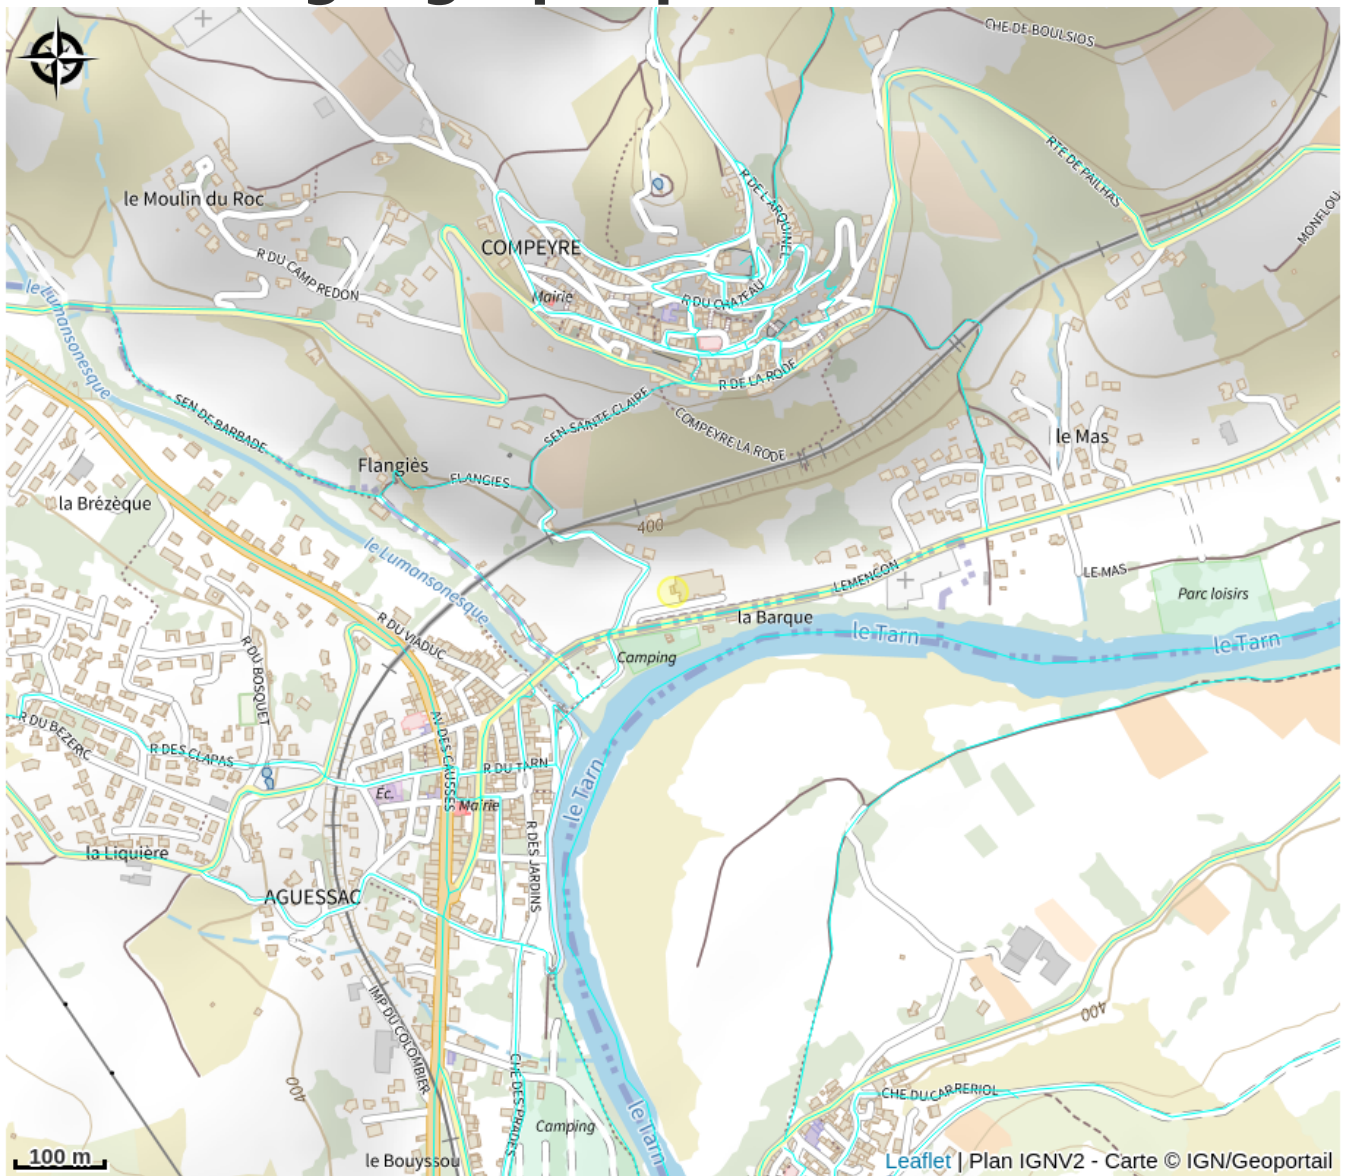 CHE DE BOULSIOS
RTE DE PAILHAS
R DE L'ARQUINEL
le Moulin du Roc
MONFLOU
COMPEYRE
R DU CAMP REDON
le Lumansonesque
Mairie
R DU CHATEAU
R DE LA RODE
SEN DE BARBADE
SEN SAINTE CLAIRE
COMPEYRE LA RODE
le Mas
Flangiès
FLANGIES
la Brézèque
400
le Lumansonesque
LEMENCON
LE MAS
Parc loisirs
la Barque
R DU VIADUC
le Tarn
le Tarn
R DU BOSQUET
Camping
R DU BEZERC
R DES CLAPAS
AV DES CAUSSES
R DU TARN
le Tarn
Éc.
Mairie
la Liquière
R DES JARDINS
AGUESSAC
400
IMP DU COLOMBIER
400
CHE DES PRADES
CHE DU CARRERIOL
Camping
le Tarn
le Bouyssou
100 m
Leaflet | Plan IGNV2 - Carte © IGN/Geoportail